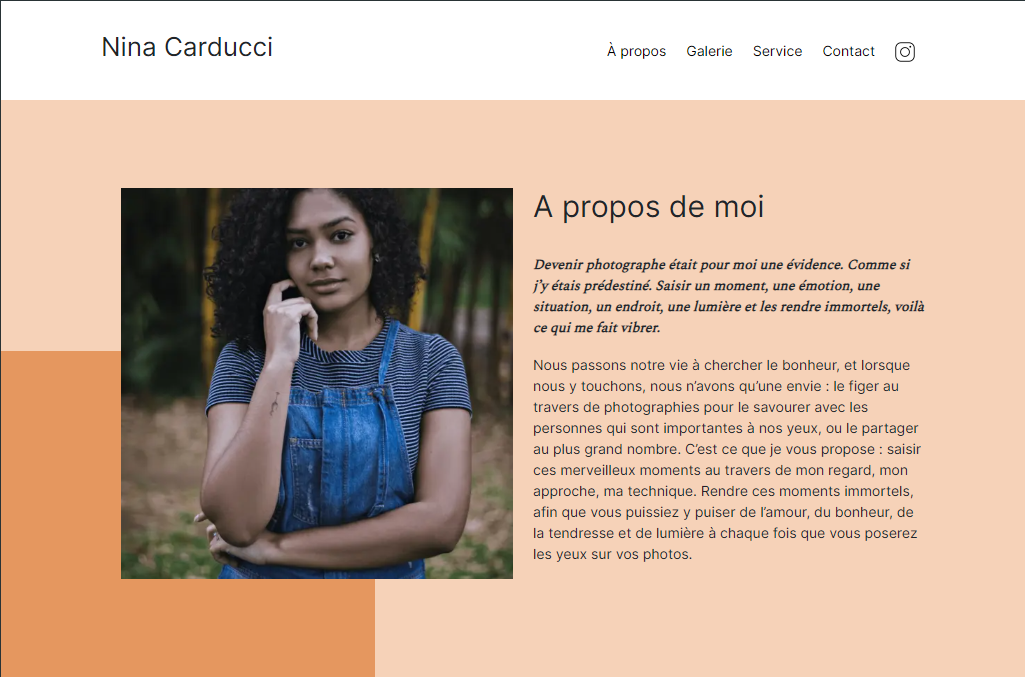 Nina Carducci
À propos Galerie Service Contact
A propos de moi
Devenir photographe était pour moi une évidence. Comme si
j’y étais prédestiné. Saisir un moment, une émotion, une
situation, un endroit, une lumière et les rendre immortels, voilà
ce qui me fait vibrer.
Nous passons notre vie à chercher le bonheur, et lorsque
nous y touchons, nous n’avons qu’une envie : le figer au
travers de photographies pour le savourer avec les
personnes qui sont importantes à nos yeux, ou le partager
au plus grand nombre. C’est ce que je vous propose : saisir
ces merveilleux moments au travers de mon regard, mon
approche, ma technique. Rendre ces moments immortels,
afin que vous puissiez y puiser de l’amour, du bonheur, de
la tendresse et de lumière à chaque fois que vous poserez
les yeux sur vos photos.